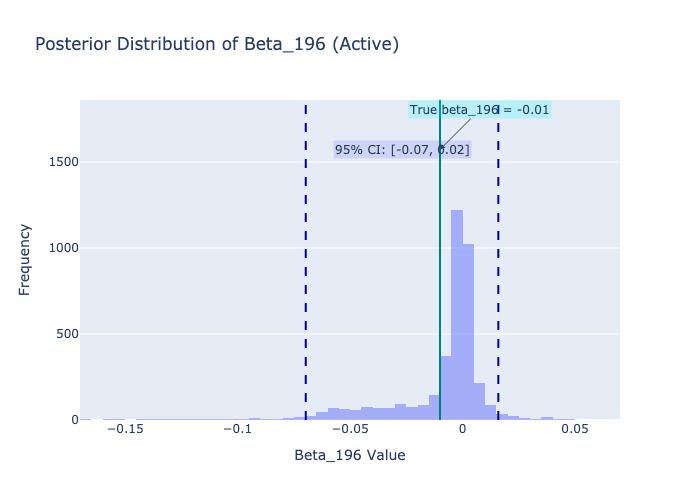 Posterior Distribution of Beta_196 (Active)
True beta_196 = -0.01
95% CI: [-0.07, 0.02]
1500
1000
500
0
Frequency
−0.15
−0.1
−0.05
0
0.05
Beta_196 Value